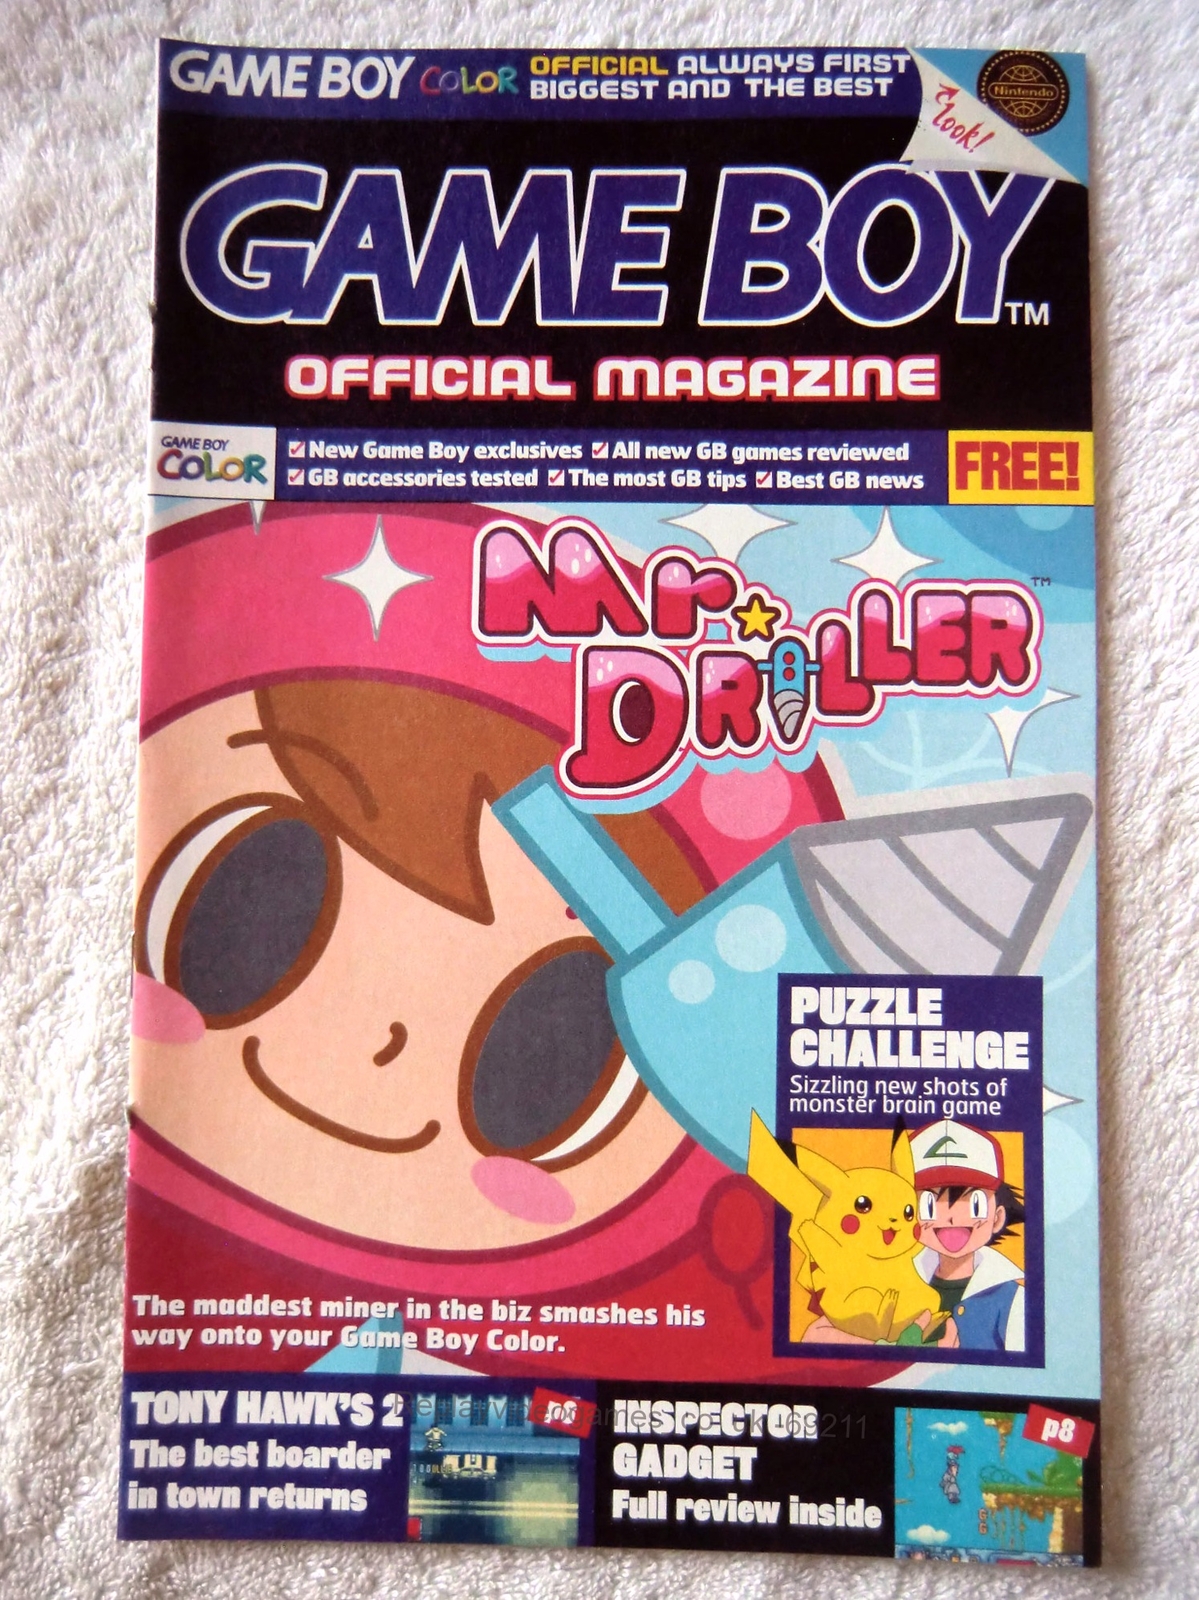 GAME BOY COLOR OFFICIAL ALWAYS FIRST
BIGGEST AND THE BEST
look!
Nintendo
GAME BOY TM
OFFICIAL MAGAZINE
GAME BOY
COLOR
New Game Boy exclusives All new GB games reviewed
GB accessories tested The most GB tips Best GB news
FREE!
Mr.
DRILLER TM
PUZZLE
CHALLENGE
Sizzling new shots of
monster brain game
The maddest miner in the biz smashes his
way onto your Game Boy Color.
TONY HAWK'S 2
The best boarder
in town returns
INSPECTOR
GADGET
Full review inside
p8